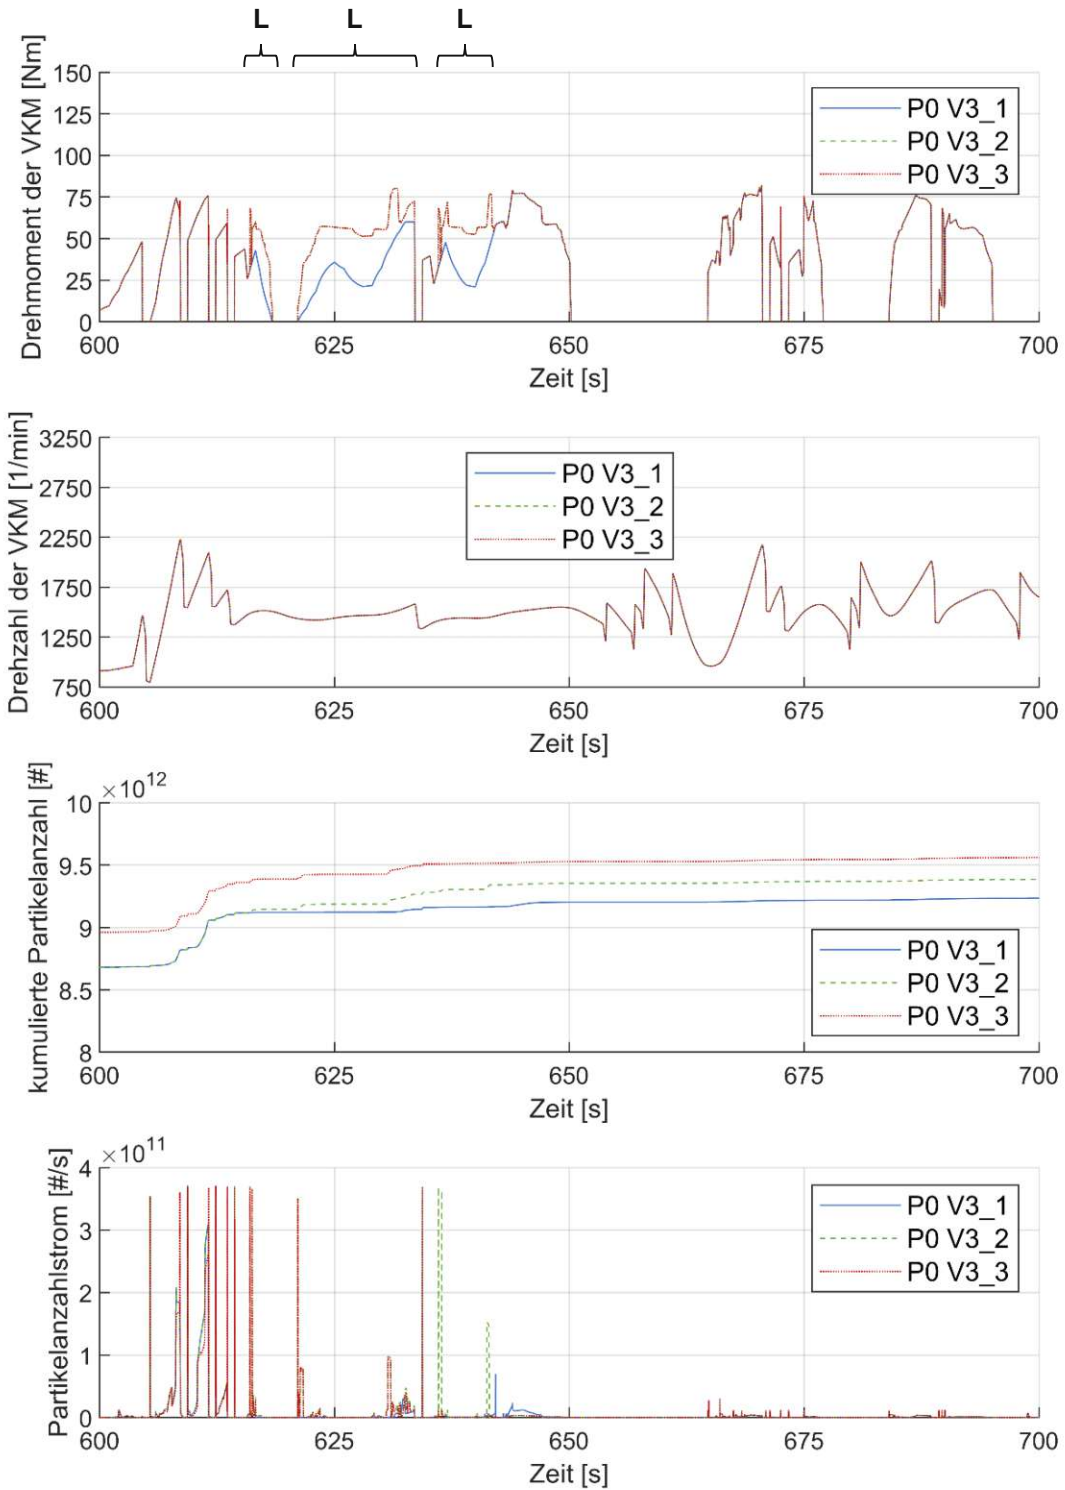 L L L
Drehmoment der VKM [Nm]
150
125
100
75
50
25
0
600 625 650 675 700
Zeit [s]
P0 V3_1
P0 V3_2
P0 V3_3
Drehzahl der VKM [1/min]
3250
2750
2250
1750
1250
750
600 625 650 675 700
Zeit [s]
P0 V3_1
P0 V3_2
P0 V3_3
kumulierte Partikelanzahl [#]
×10¹²
10
9.5
9
8.5
8
600 625 650 675 700
Zeit [s]
P0 V3_1
P0 V3_2
P0 V3_3
Partikelanzahlstrom [#/s]
×10¹¹
4
3
2
1
0
600 625 650 675 700
Zeit [s]
P0 V3_1
P0 V3_2
P0 V3_3